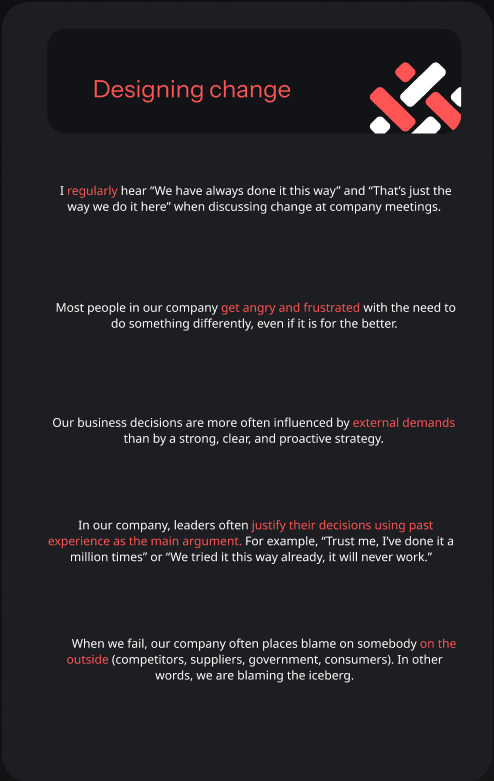 Designing change
I regularly hear “We have always done it this way” and “That’s just the
way we do it here” when discussing change at company meetings.
Most people in our company get angry and frustrated with the need to
do something differently, even if it is for the better.
Our business decisions are more often influenced by external demands
than by a strong, clear, and proactive strategy.
In our company, leaders often justify their decisions using past
experience as the main argument. For example, “Trust me, I’ve done it a
million times” or “We tried it this way already, it will never work.”
When we fail, our company often places blame on somebody on the
outside (competitors, suppliers, government, consumers). In other
words, we are blaming the iceberg.